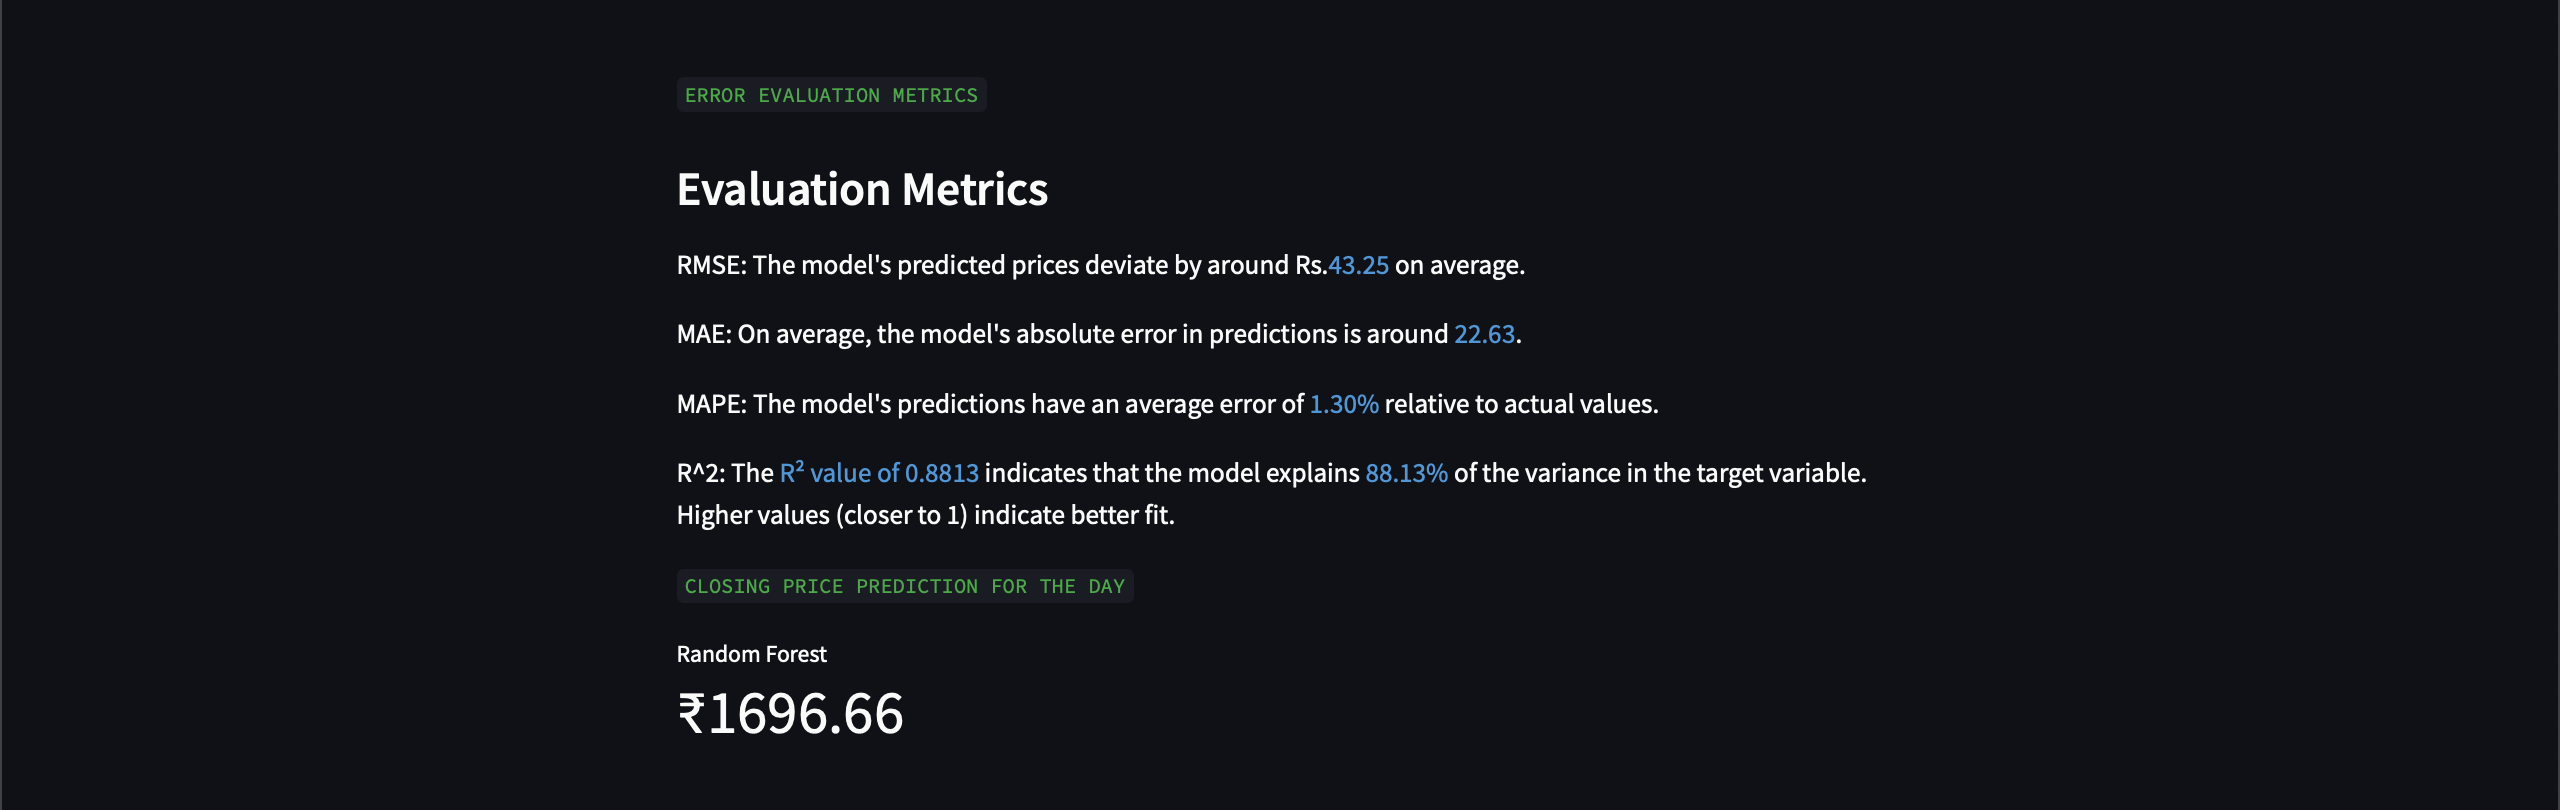 ERROR EVALUATION METRICS
Evaluation Metrics
RMSE: The model's predicted prices deviate by around Rs.43.25 on average.
MAE: On average, the model's absolute error in predictions is around 22.63.
MAPE: The model's predictions have an average error of 1.30% relative to actual values.
R^2: The R² value of 0.8813 indicates that the model explains 88.13% of the variance in the target variable.
Higher values (closer to 1) indicate better fit.
CLOSING PRICE PREDICTION FOR THE DAY
Random Forest
₹1696.66